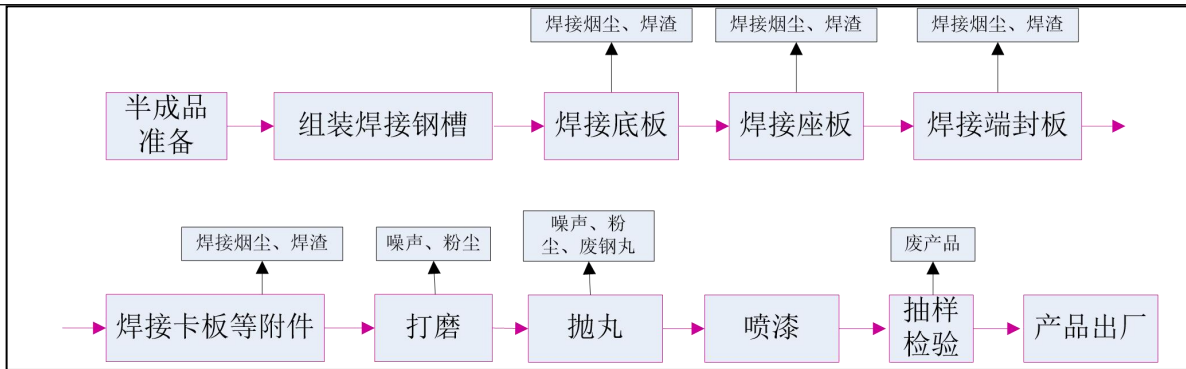 焊接烟尘、焊渣
焊接烟尘、焊渣
焊接烟尘、焊渣
半成品
准备
组装焊接钢槽
焊接底板
焊接座板
焊接端封板
焊接烟尘、焊渣
噪声、粉尘
噪声、粉
尘、废钢丸
废产品
焊接卡板等附件
打磨
抛丸
喷漆
抽样
检验
产品出厂